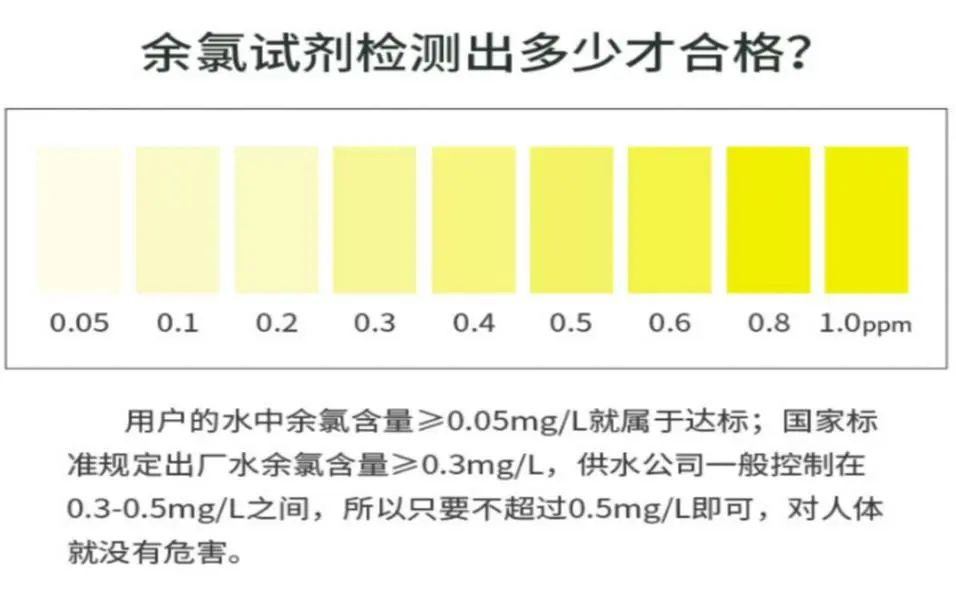 余氯试剂检测出多少才合格？
0.05 0.1 0.2 0.3 0.4 0.5 0.6 0.8 1.0ppm
用户的水中余氯含量≥0.05mg/L就属于达标；国家标
准规定出厂水余氯含量≥0.3mg/L，供水公司一般控制在
0.3-0.5mg/L之间，所以只要不超过0.5mg/L即可，对人体
就没有危害。